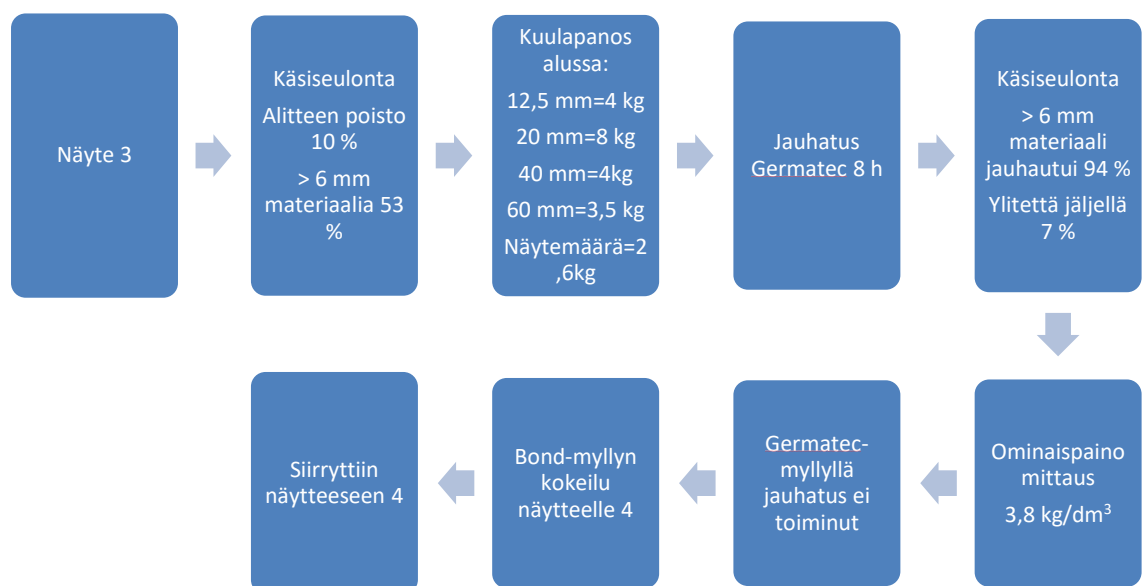 Näyte 3
Käsiseulonta
Alitteen poisto
10 %
> 6 mm
materiaalia 53
%
Kuulapanos
alussa:
12,5 mm=4 kg
20 mm=8 kg
40 mm=4kg
60 mm=3,5 kg
Näytemäärä=2
,6kg
Jauhatus
Germatec 8 h
Käsiseulonta
> 6 mm
materiaali
jauhautui 94 %
Ylitettä jäljellä
7 %
Ominaispaino
mittaus
3,8 kg/dm³
Germatec-
myllyllä
jauhatus ei
toiminut
Bond-myllyn
kokeilu
näytteelle 4
Siirryttiin
näytteeseen 4